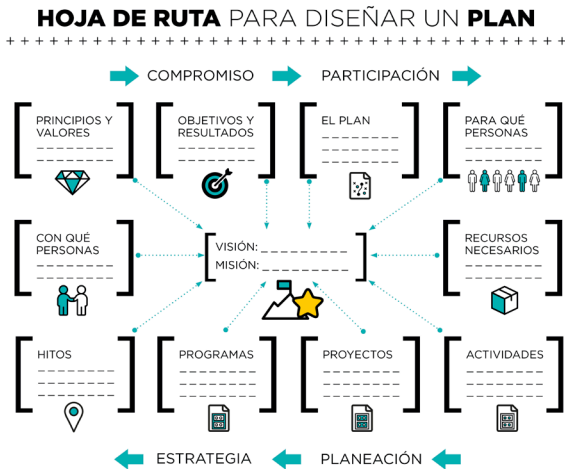 HOJA DE RUTA PARA DISEÑAR UN PLAN
COMPROMISO
PARTICIPACIÓN
PRINCIPIOS Y
VALORES
OBJETIVOS Y
RESULTADOS
EL PLAN
PARA QUÉ
PERSONAS
CON QUÉ
PERSONAS
VISIÓN:
MISIÓN:
RECURSOS
NECESARIOS
HITOS
PROGRAMAS
PROYECTOS
ACTIVIDADES
ESTRATEGIA
PLANEACIÓN